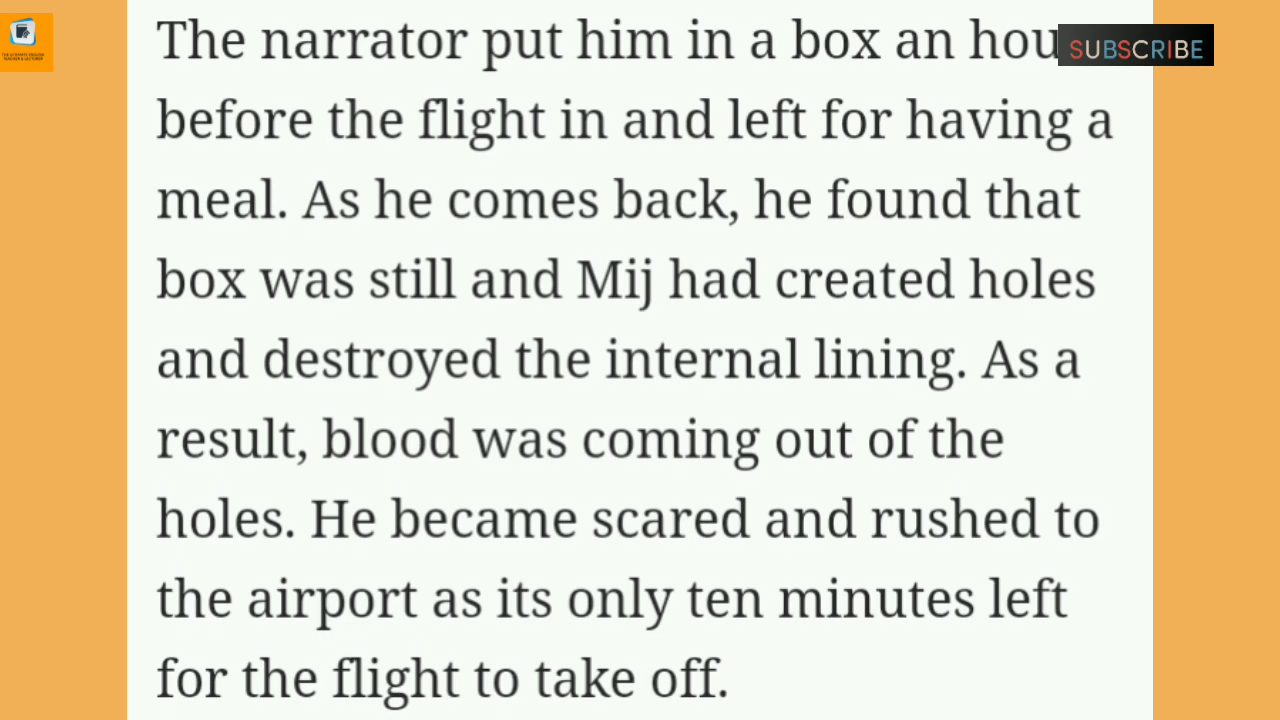 The narrator put him in a box an hou
SUBSCRIBE
before the flight in and left for having a
meal. As he comes back, he found that
box was still and Mij had created holes
and destroyed the internal lining. As a
result, blood was coming out of the
holes. He became scared and rushed to
the airport as its only ten minutes left
for the flight to take off.